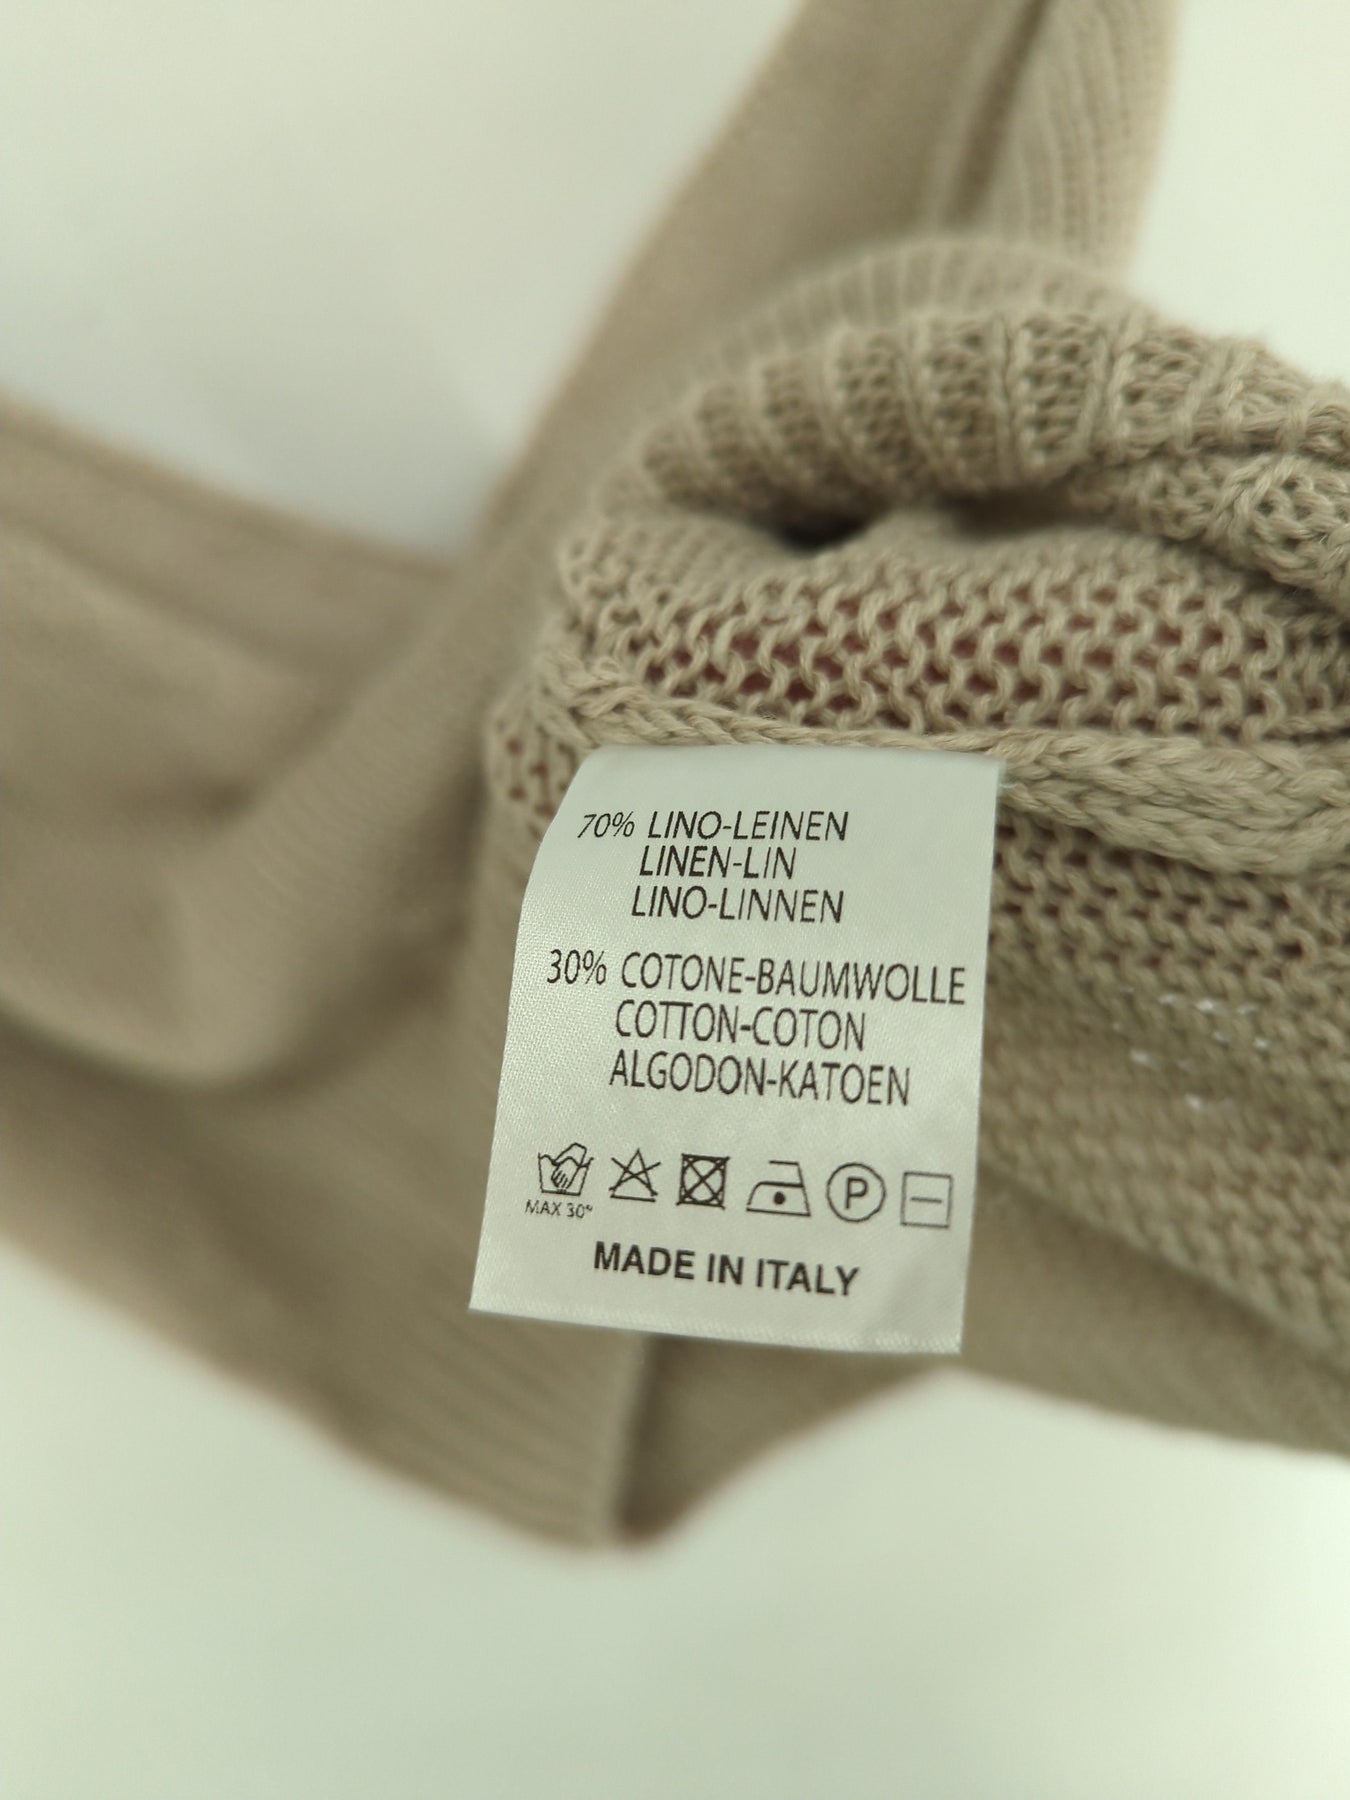 70% LINO-LEINEN
LINEN-LIN
LINO-LINNEN
30% COTONE-BAUMWOLLE
COTTON-COTON
ALGODON-KATOEN
P
MAX 30°
MADE IN ITALY